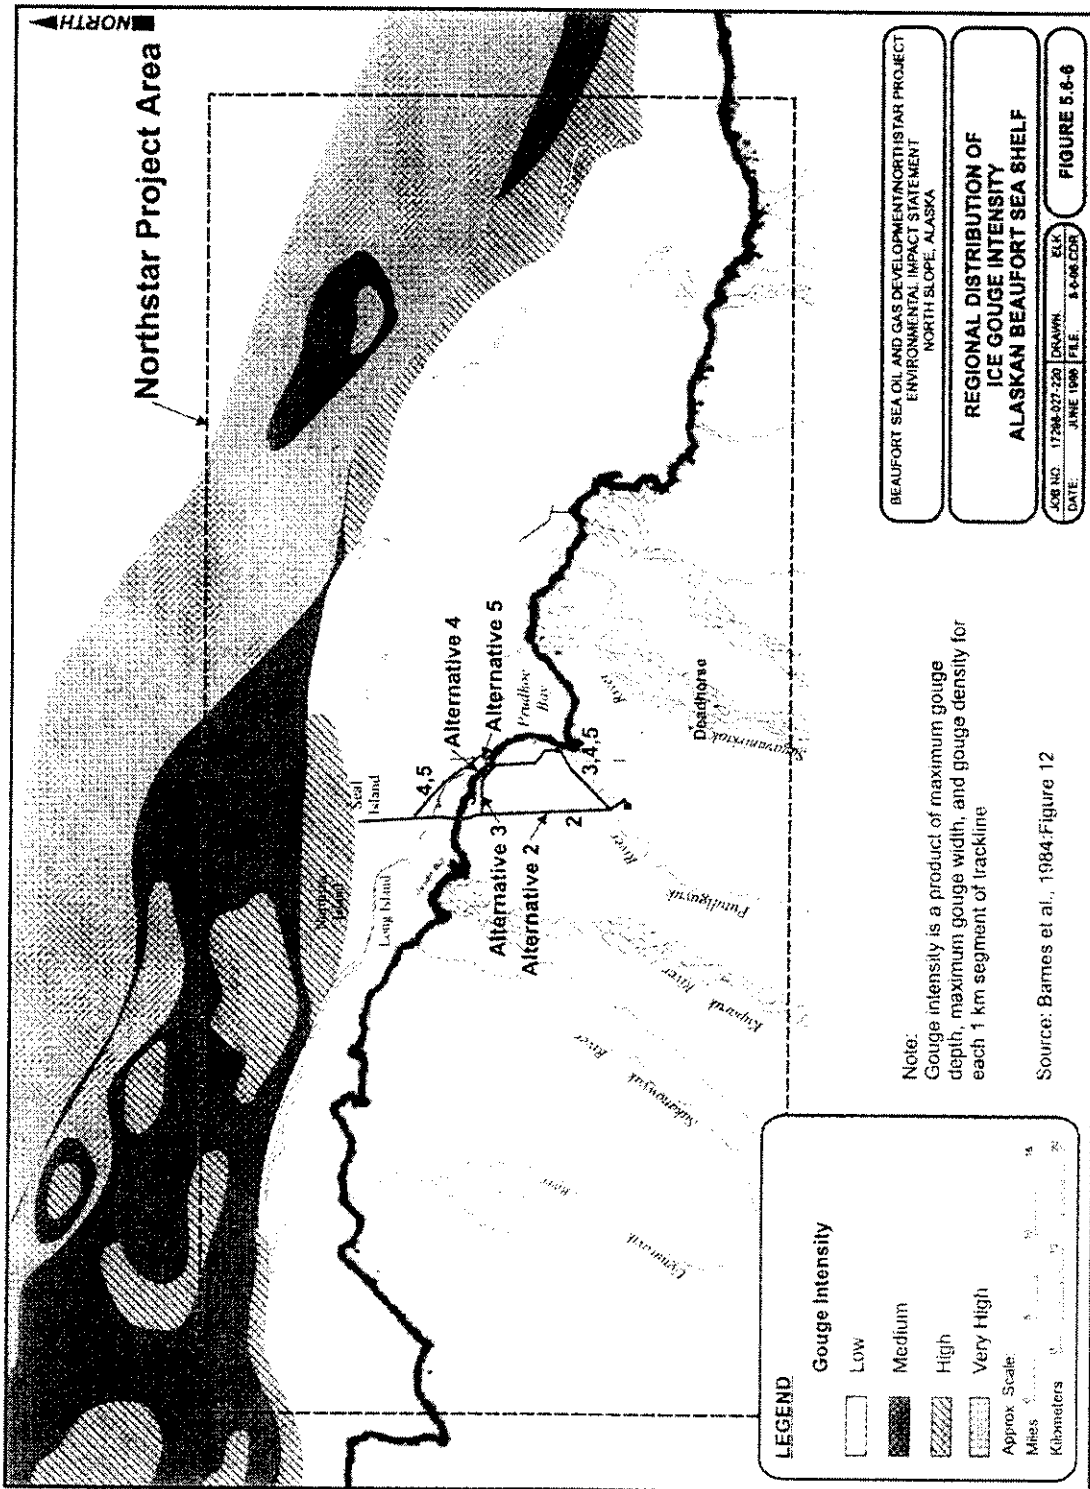 NORTH
Northstar Project Area
Seal
Island
Long Island
4,5
Alternative 4
Alternative 5
Prudhoe
Bay
Alternative 3
Alternative 2
2
3,4,5
River
Deadhorse
River
Kuparuk River
River
River
LEGEND
Gouge Intensity
Low
Medium
High
Very High
Approx Scale:
Miles
Kilometers
Note:
Gouge intensity is a product of maximum gouge
depth, maximum gouge width, and gouge density for
each 1 km segment of trackline
Source: Barnes et al., 1984:Figure 12
BEAUFORT SEA OIL AND GAS DEVELOPMENT/NORTHSTAR PROJECT
ENVIRONMENTAL IMPACT STATEMENT
NORTH SLOPE, ALASKA
REGIONAL DISTRIBUTION OF
ICE GOUGE INTENSITY
ALASKAN BEAUFORT SEA SHELF
JOB NO. DRAWN: ELK
DATE: JUNE 1998 FILE:
FIGURE 5.6-6